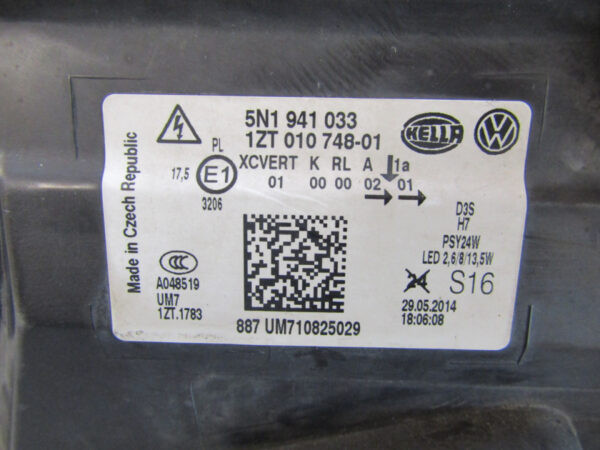 5N1 941 033
1ZT 010 748-01
HELLA
VW
PL
XCVERT K RL A 1a
01 00 00 02 01
17,5
E1
3206
Made in Czech Republic
D3S
H7
PSY24W
LED 2,6/8/13,5W
S16
CCC
A048519
UM7
1ZT.1783
29.05.2014
18:06:08
887 UM710825029